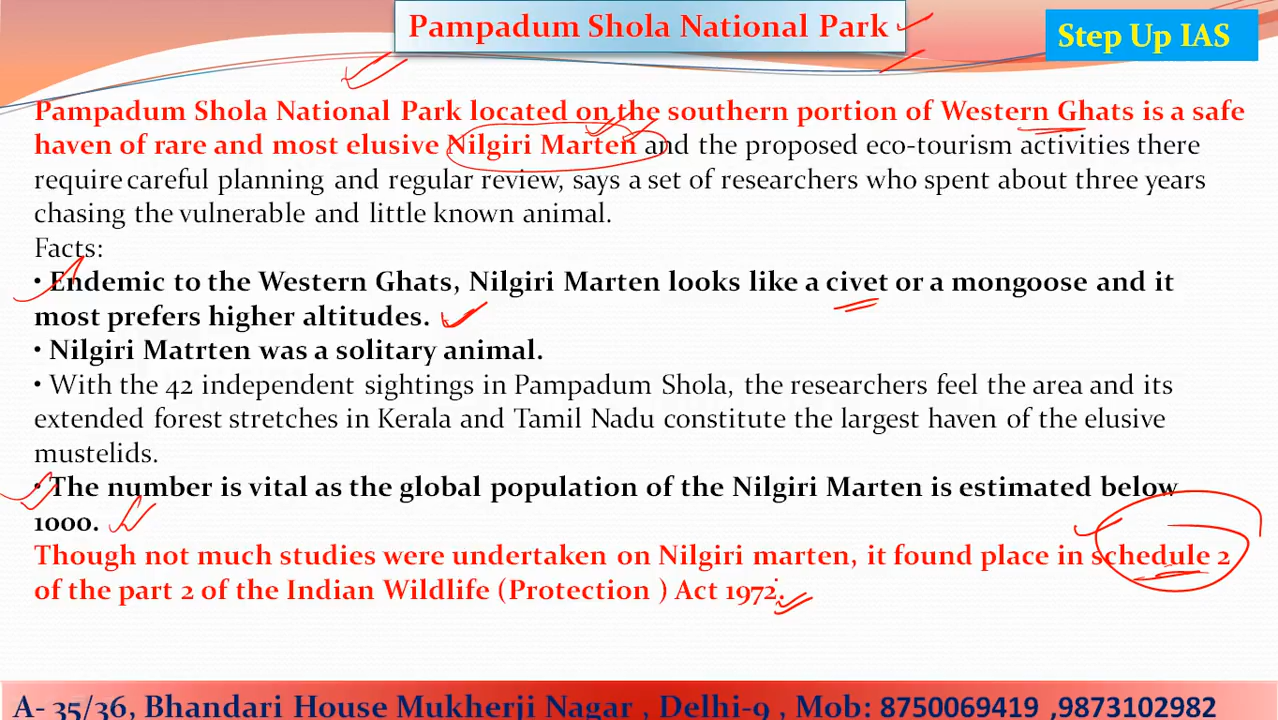 Pampadum Shola National Park
Step Up IAS
Pampadum Shola National Park located on the southern portion of Western Ghats is a safe
haven of rare and most elusive Nilgiri Marten and the proposed eco-tourism activities there
require careful planning and regular review, says a set of researchers who spent about three years
chasing the vulnerable and little known animal.
Facts:
• Endemic to the Western Ghats, Nilgiri Marten looks like a civet or a mongoose and it
most prefers higher altitudes.
• Nilgiri Matrten was a solitary animal.
• With the 42 independent sightings in Pampadum Shola, the researchers feel the area and its
extended forest stretches in Kerala and Tamil Nadu constitute the largest haven of the elusive
mustelids.
• The number is vital as the global population of the Nilgiri Marten is estimated below
1000.
Though not much studies were undertaken on Nilgiri marten, it found place in schedule 2
of the part 2 of the Indian Wildlife (Protection ) Act 1972.
A- 35/36, Bhandari House Mukherji Nagar , Delhi-9 , Mob: 8750069419 ,9873102982